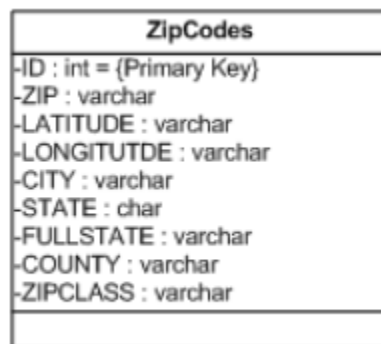 ZipCodes
-ID : int = {Primary Key}
-ZIP : varchar
-LATITUDE : varchar
-LONGITUTDE : varchar
-CITY : varchar
-STATE : char
-FULLSTATE : varchar
-COUNTY : varchar
-ZIPCLASS : varchar